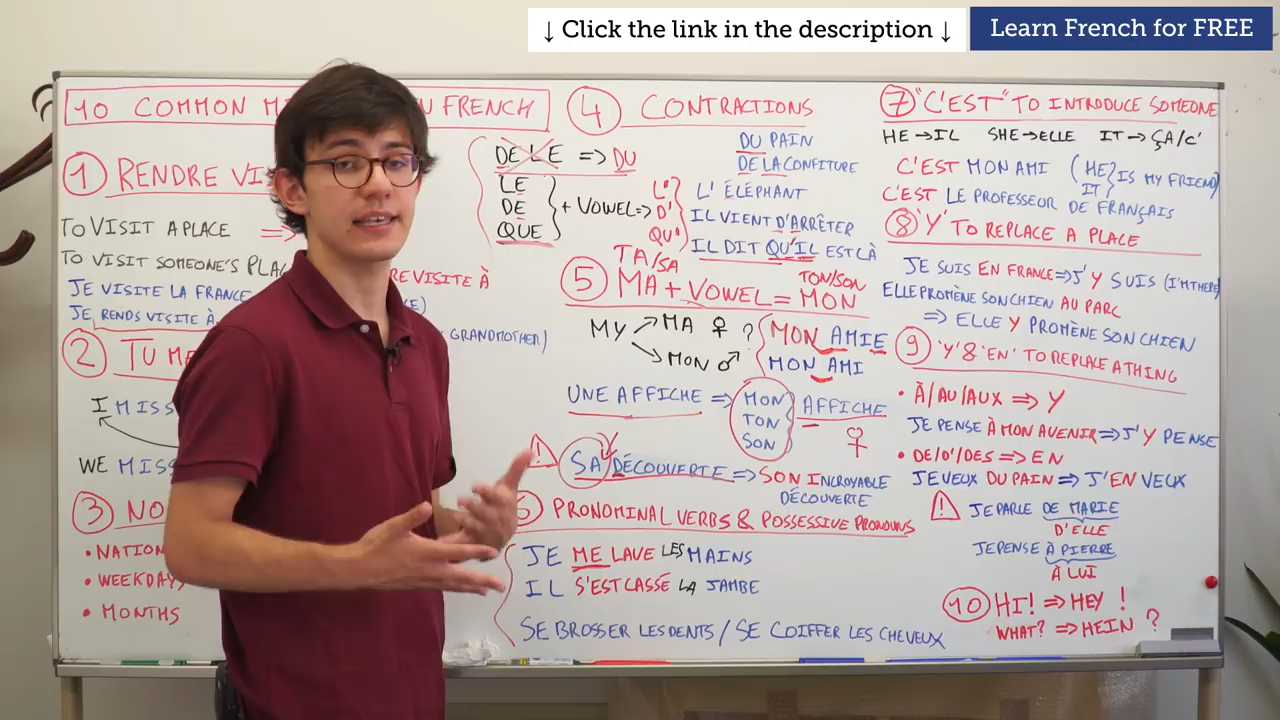 ↓ Click the link in the description ↓
Learn French for FREE
10 COMMON M
N FRENCH
1 RENDRE VI
TO VISIT A PLACE =>
TO VISIT SOMEONE'S PLA
RE VISITE À
JE VISITE LA FRANCE
JE RENDS VISITE À
GRANDMOTHER)
2 TU ME
I MISS
WE MISS
3 NO
• NATION
• WEEKDAYS
• MONTHS
4 CONTRACTIONS
DE LE => DU
LE
DE
QUE
+ VOWEL=>
L'
D'
QU'
DU PAIN
DE LA CONFITURE
L' ÉLÉPHANT
IL VIENT D'ARRÊTER
IL DIT QU'IL EST LÀ
TA/SA
TON/SON
5 MA + VOWEL = MON
MY → MA ♀ ?
→ MON ♂
MON AMIE
MON AMI
UNE AFFICHE =>
MON
TON
SON
AFFICHE
♀
! SA DÉCOUVERTE => SON INCROYABLE
DÉCOUVERTE
6 PRONOMINAL VERBS & POSSESSIVE PRONOUNS
JE ME LAVE LES MAINS
IL S'EST CASSÉ LA JAMBE
SE BROSSER LES DENTS / SE COIFFER LES CHEVEUX
7 "C'EST" TO INTRODUCE SOMEONE
HE → IL SHE → ELLE IT → ÇA/C'
C'EST MON AMI (HE IS MY FRIEND)
IT
C'EST LE PROFESSEUR DE FRANÇAIS
8 'Y' TO REPLACE A PLACE
JE SUIS EN FRANCE => J' Y SUIS (I'M THERE)
ELLE PROMÈNE SON CHIEN AU PARC
=> ELLE Y PROMÈNE SON CHIEN
9 'Y' & 'EN' TO REPLACE A THING
• À/AU/AUX => Y
JE PENSE À MON AVENIR => J' Y PENSE
• DE/D'/DES => EN
JE VEUX DU PAIN => J'EN VEUX
! JE PARLE DE MARIE
D'ELLE
JE PENSE À PIERRE
À LUI
10 HI! => HEY !
WHAT? => HEIN ?